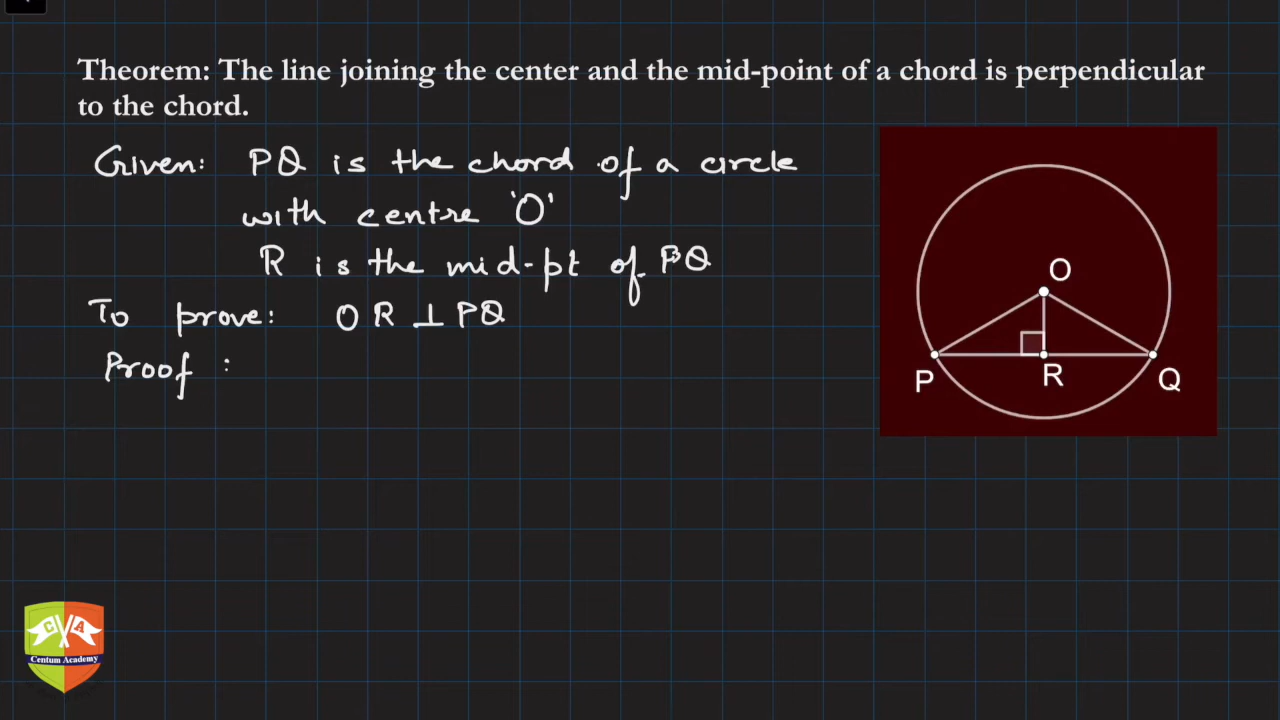 Theorem: The line joining the center and the mid-point of a chord is perpendicular
to the chord.
Given: PQ is the chord of a circle
with centre 'O'
R is the mid-pt of PQ
To prove: OR ⊥ PQ
Proof :
O
P
R
Q
C A
Centum Academy